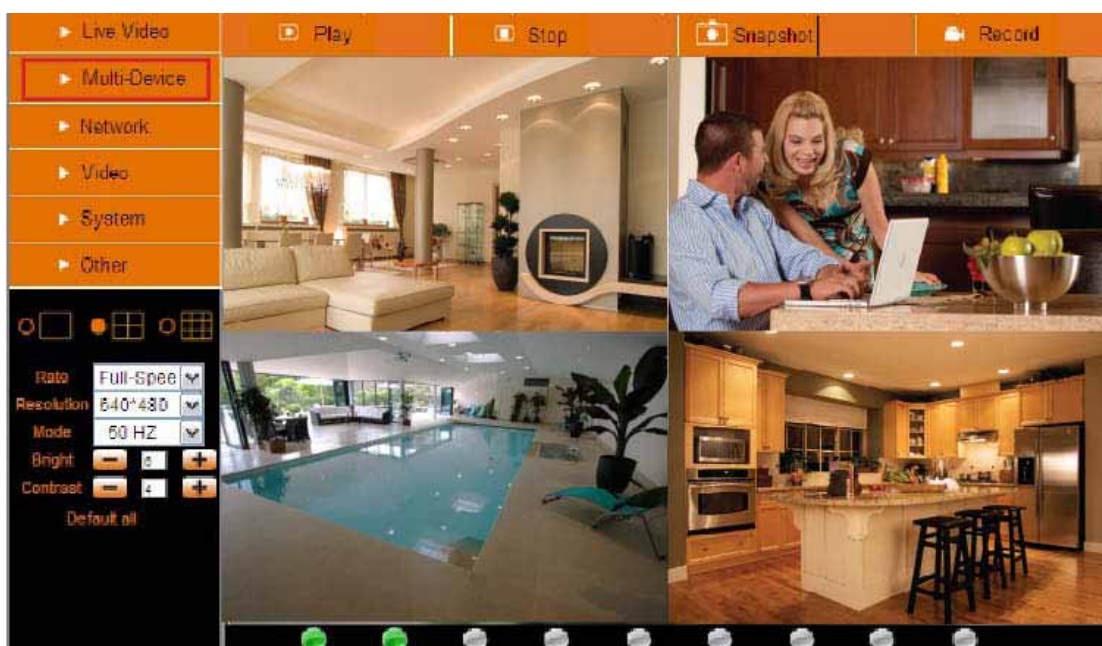 Live Video
Play
Stop
Snapshot
Record
Multi-Device
Network
Video
System
Other
Rate Full-Spee
Resolution 640*480
Mode 50 HZ
Bright 6
Contrast 4
Default all